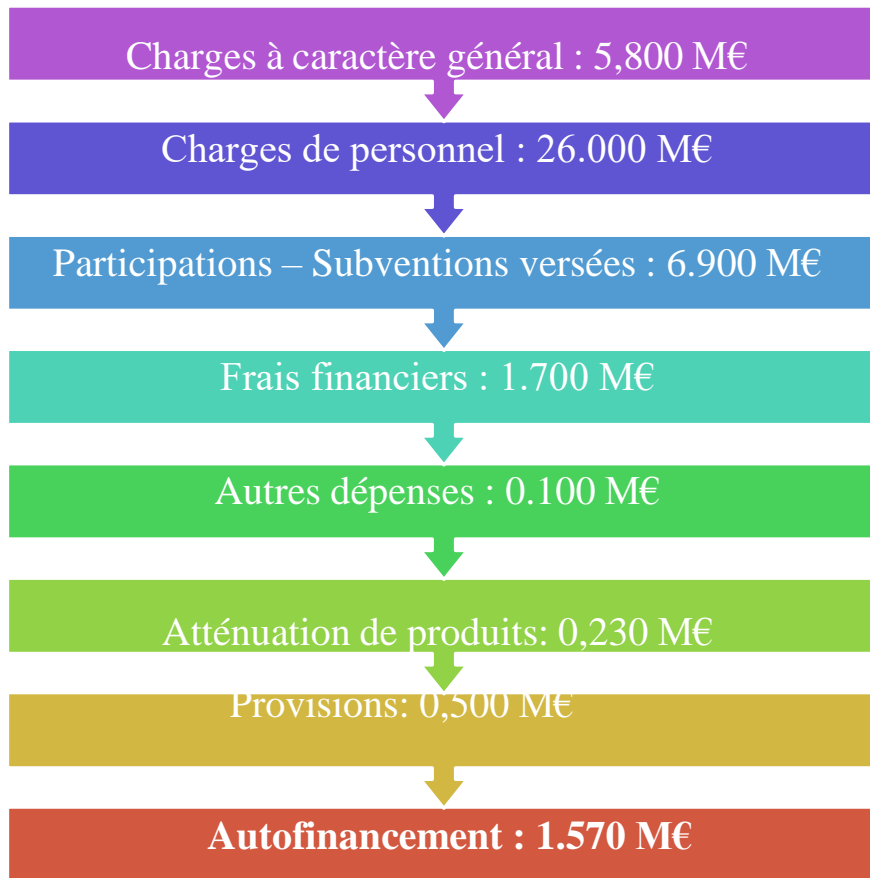 Charges à caractère général : 5,800 M€
Charges de personnel : 26.000 M€
Participations – Subventions versées : 6.900 M€
Frais financiers : 1.700 M€
Autres dépenses : 0.100 M€
Atténuation de produits: 0,230 M€
Provisions: 0,500 M€
Autofinancement : 1.570 M€